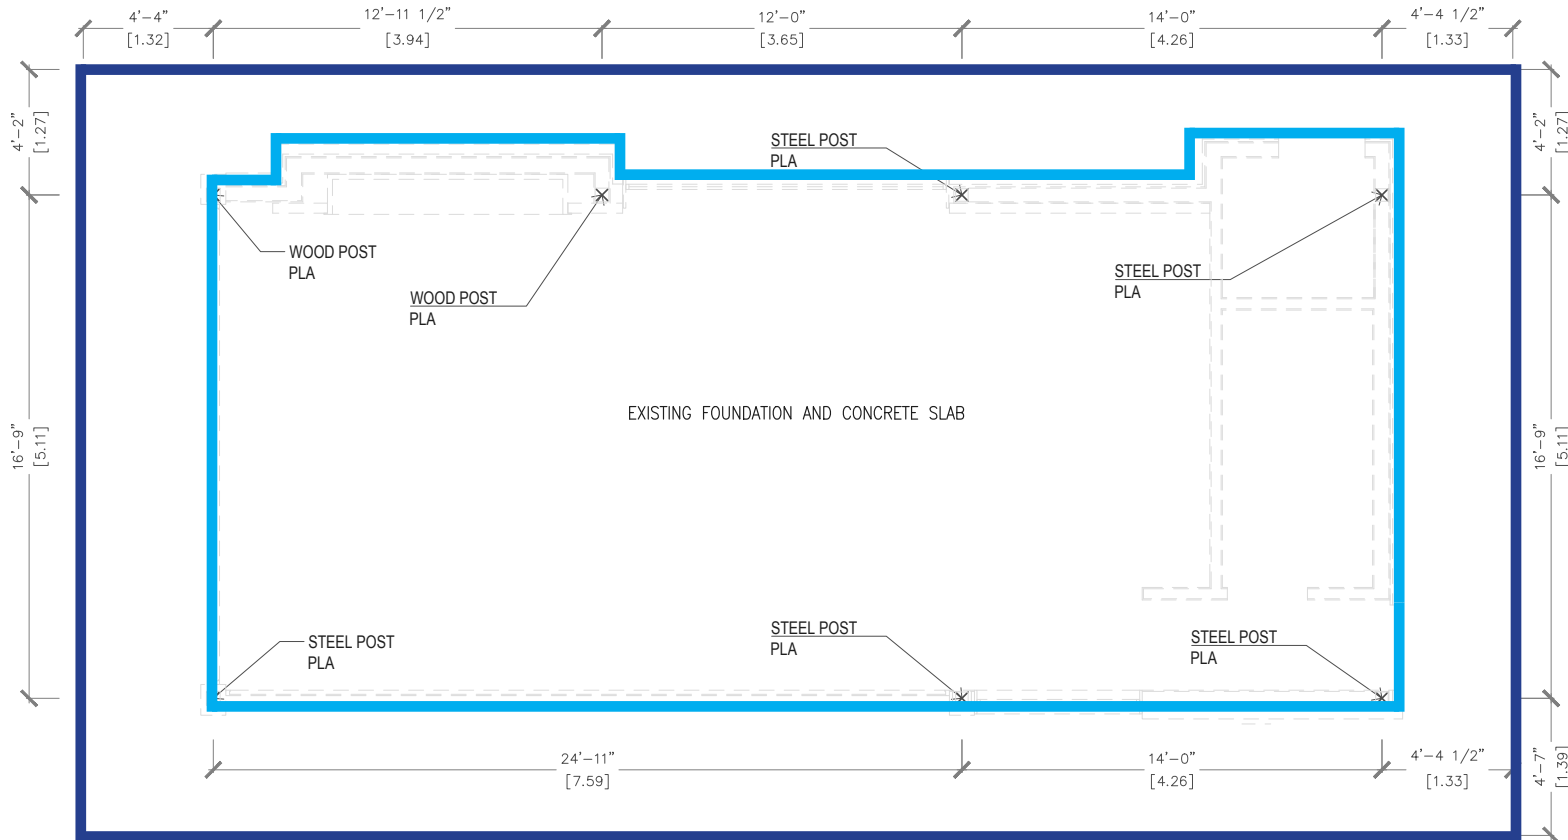 4'-4"
[1.32]
12'-11 1/2"
[3.94]
12'-0"
[3.65]
14'-0"
[4.26]
4'-4 1/2"
[1.33]
4'-2"
[1.27]
4'-2"
[1.27]
STEEL POST
PLA
WOOD POST
PLA
WOOD POST
PLA
STEEL POST
PLA
EXISTING FOUNDATION AND CONCRETE SLAB
16'-9"
[5.11]
16'-9"
[5.11]
STEEL POST
PLA
STEEL POST
PLA
STEEL POST
PLA
24'-11"
[7.59]
14'-0"
[4.26]
4'-4 1/2"
[1.33]
4'-7"
[1.39]